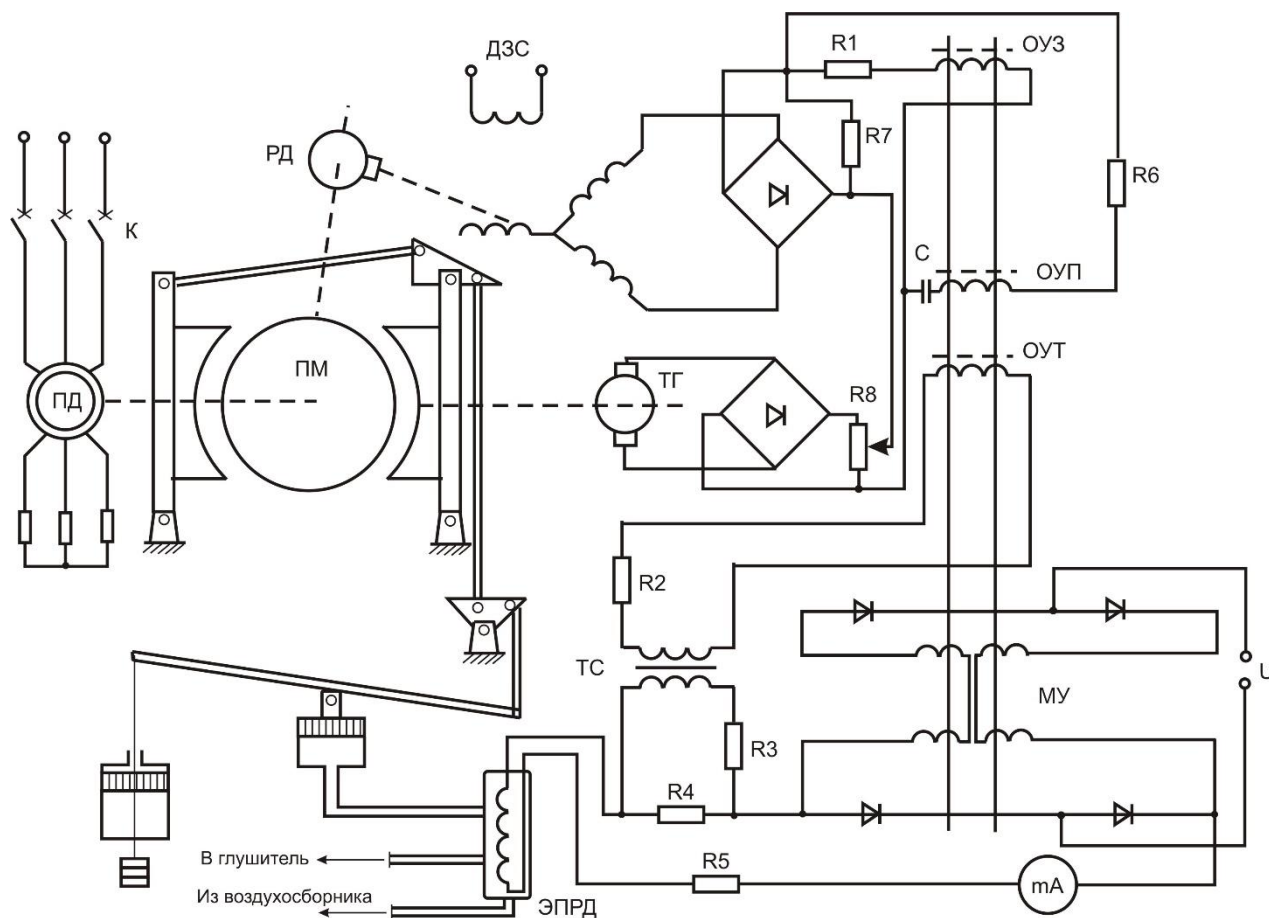 ДЗС
R1
ОУЗ
РД
R7
R6
К
C
ОУП
ПД
ПМ
ТГ
R8
ОУТ
R2
ТС
МУ
U
R3
R4
В глушитель
Из воздухосборника
ЭПРД
R5
mA